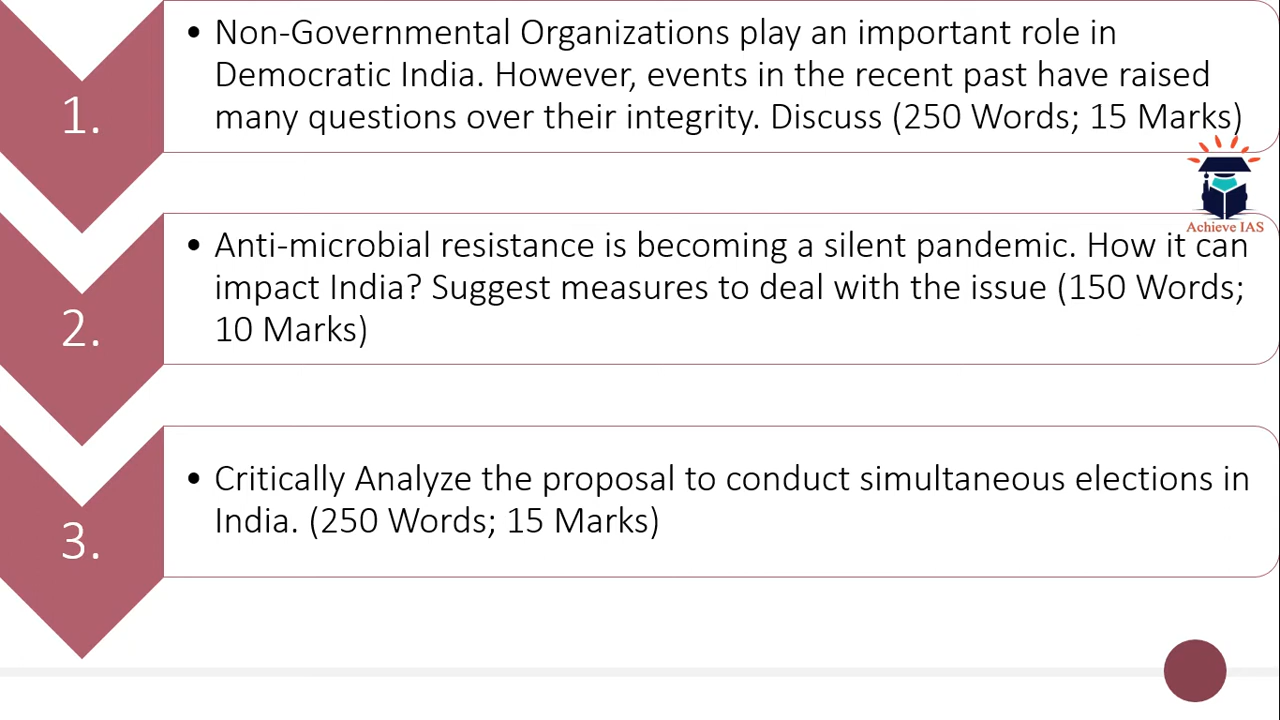 1.
• Non-Governmental Organizations play an important role in
Democratic India. However, events in the recent past have raised
many questions over their integrity. Discuss (250 Words; 15 Marks)
Achieve IAS
2.
• Anti-microbial resistance is becoming a silent pandemic. How it can
impact India? Suggest measures to deal with the issue (150 Words;
10 Marks)
3.
• Critically Analyze the proposal to conduct simultaneous elections in
India. (250 Words; 15 Marks)